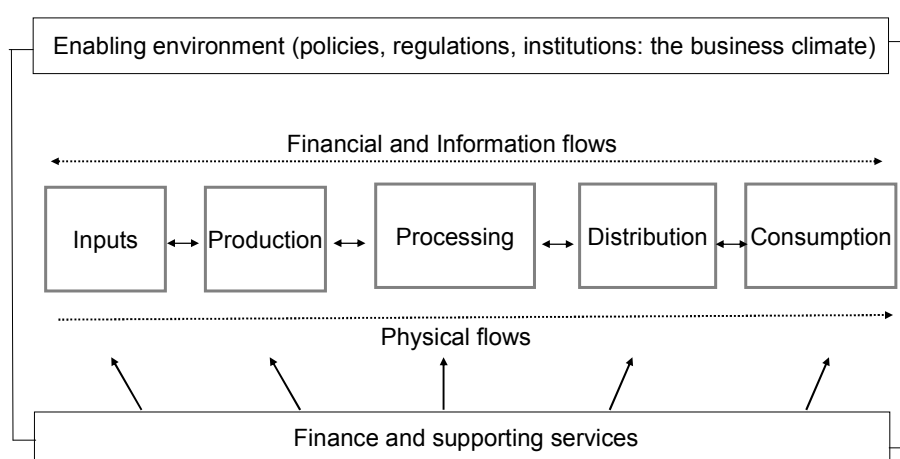 Enabling environment (policies, regulations, institutions: the business climate)
Financial and Information flows
Inputs
Production
Processing
Distribution
Consumption
Physical flows
Finance and supporting services